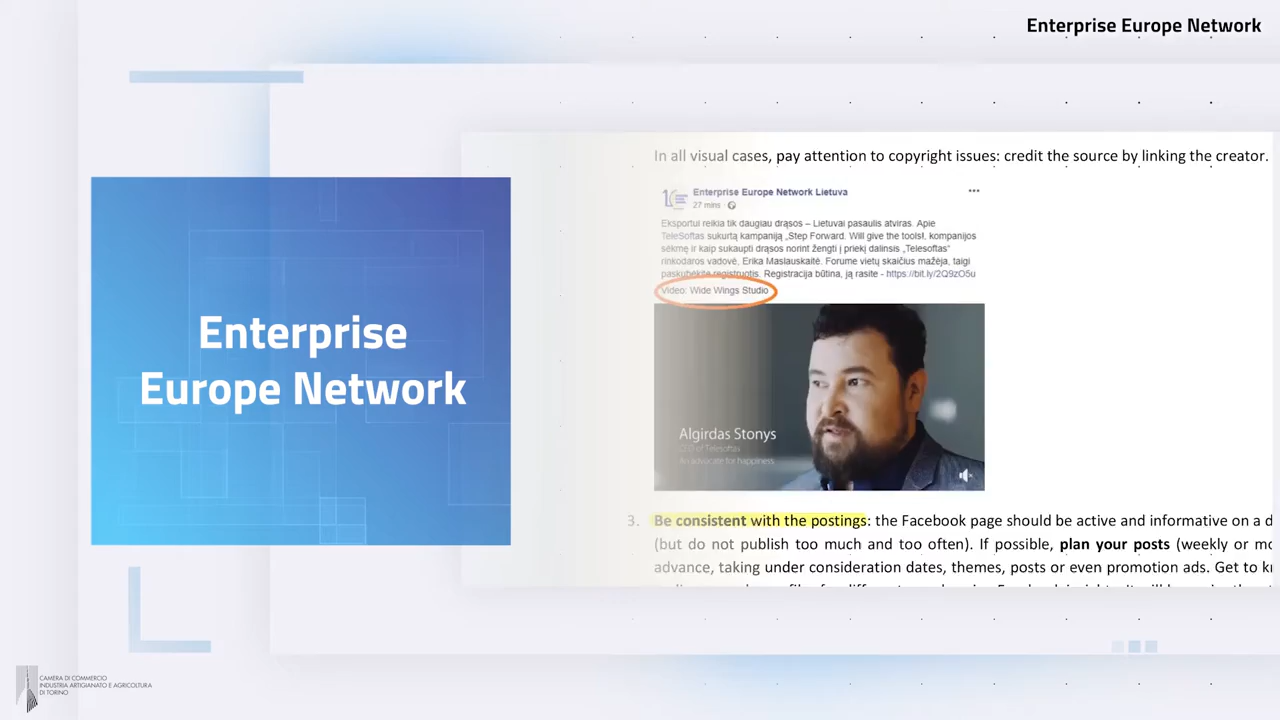 Enterprise Europe Network
Enterprise
Europe Network
In all visual cases, pay attention to copyright issues: credit the source by linking the creator.
Enterprise Europe Network Lietuva
27 mins
Eksportui reikia tik daugiau drąsos – Lietuvai pasaulis atviras. Apie
TeleSoftas sukurtą kampaniją „Step Forward. Will give the tools!, kompanijos
sėkmę ir kaip sukaupti drąsos norint žengti į priekį dalinsis „Telesoftas"
rinkodaros vadovė, Erika Maslauskaitė. Forume vietų skaičius mažėja, taigi
paskubėkite registruotis. Registracija būtina, ją rasite - https://bit.ly/2Q9zO5u
Video: Wide Wings Studio
Algirdas Stonys
CEO of Telesoftas
An advocate for happiness
3. Be consistent with the postings: the Facebook page should be active and informative on a d
(but do not publish too much and too often). If possible, plan your posts (weekly or mo
advance, taking under consideration dates, themes, posts or even promotion ads. Get to k
CAMERA DI COMMERCIO
INDUSTRIA ARTIGIANATO E AGRICOLTURA
DI TORINO